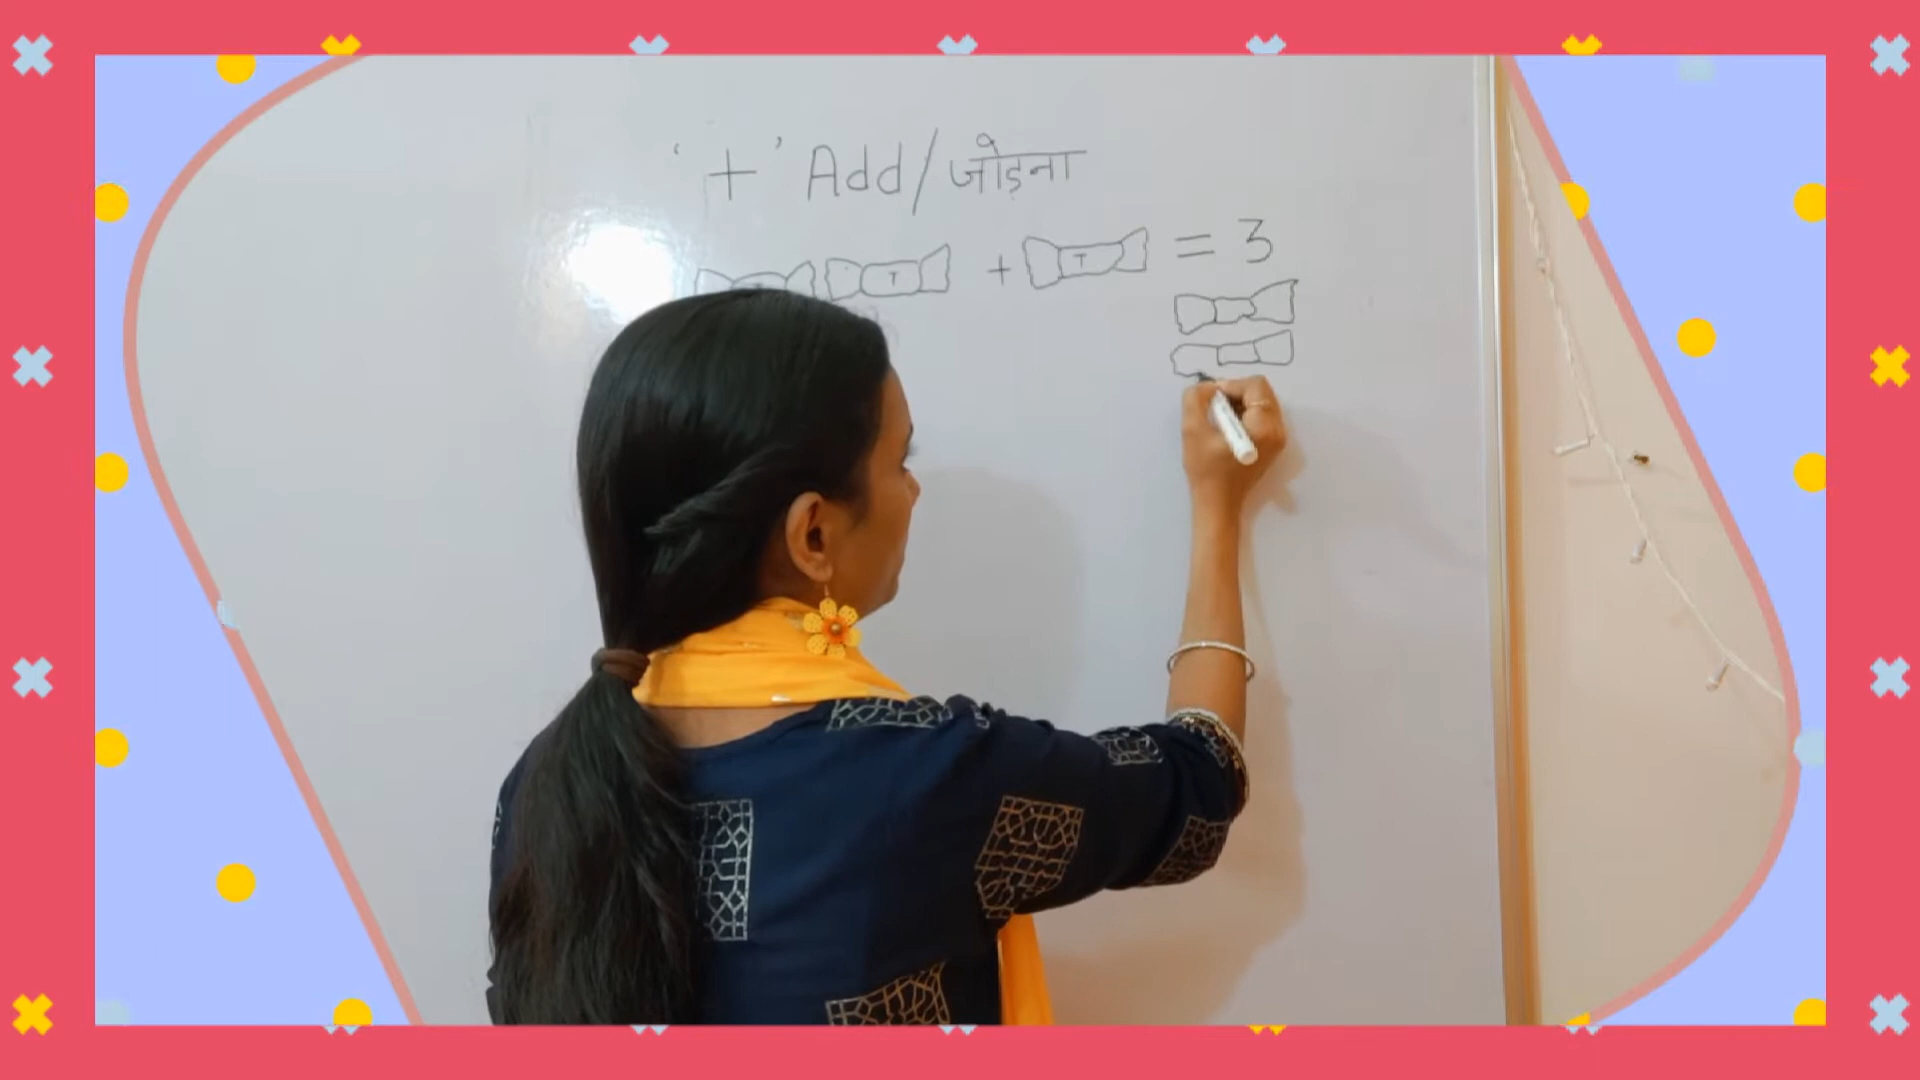 '+' Add/जोड़ना
T T + T = 3